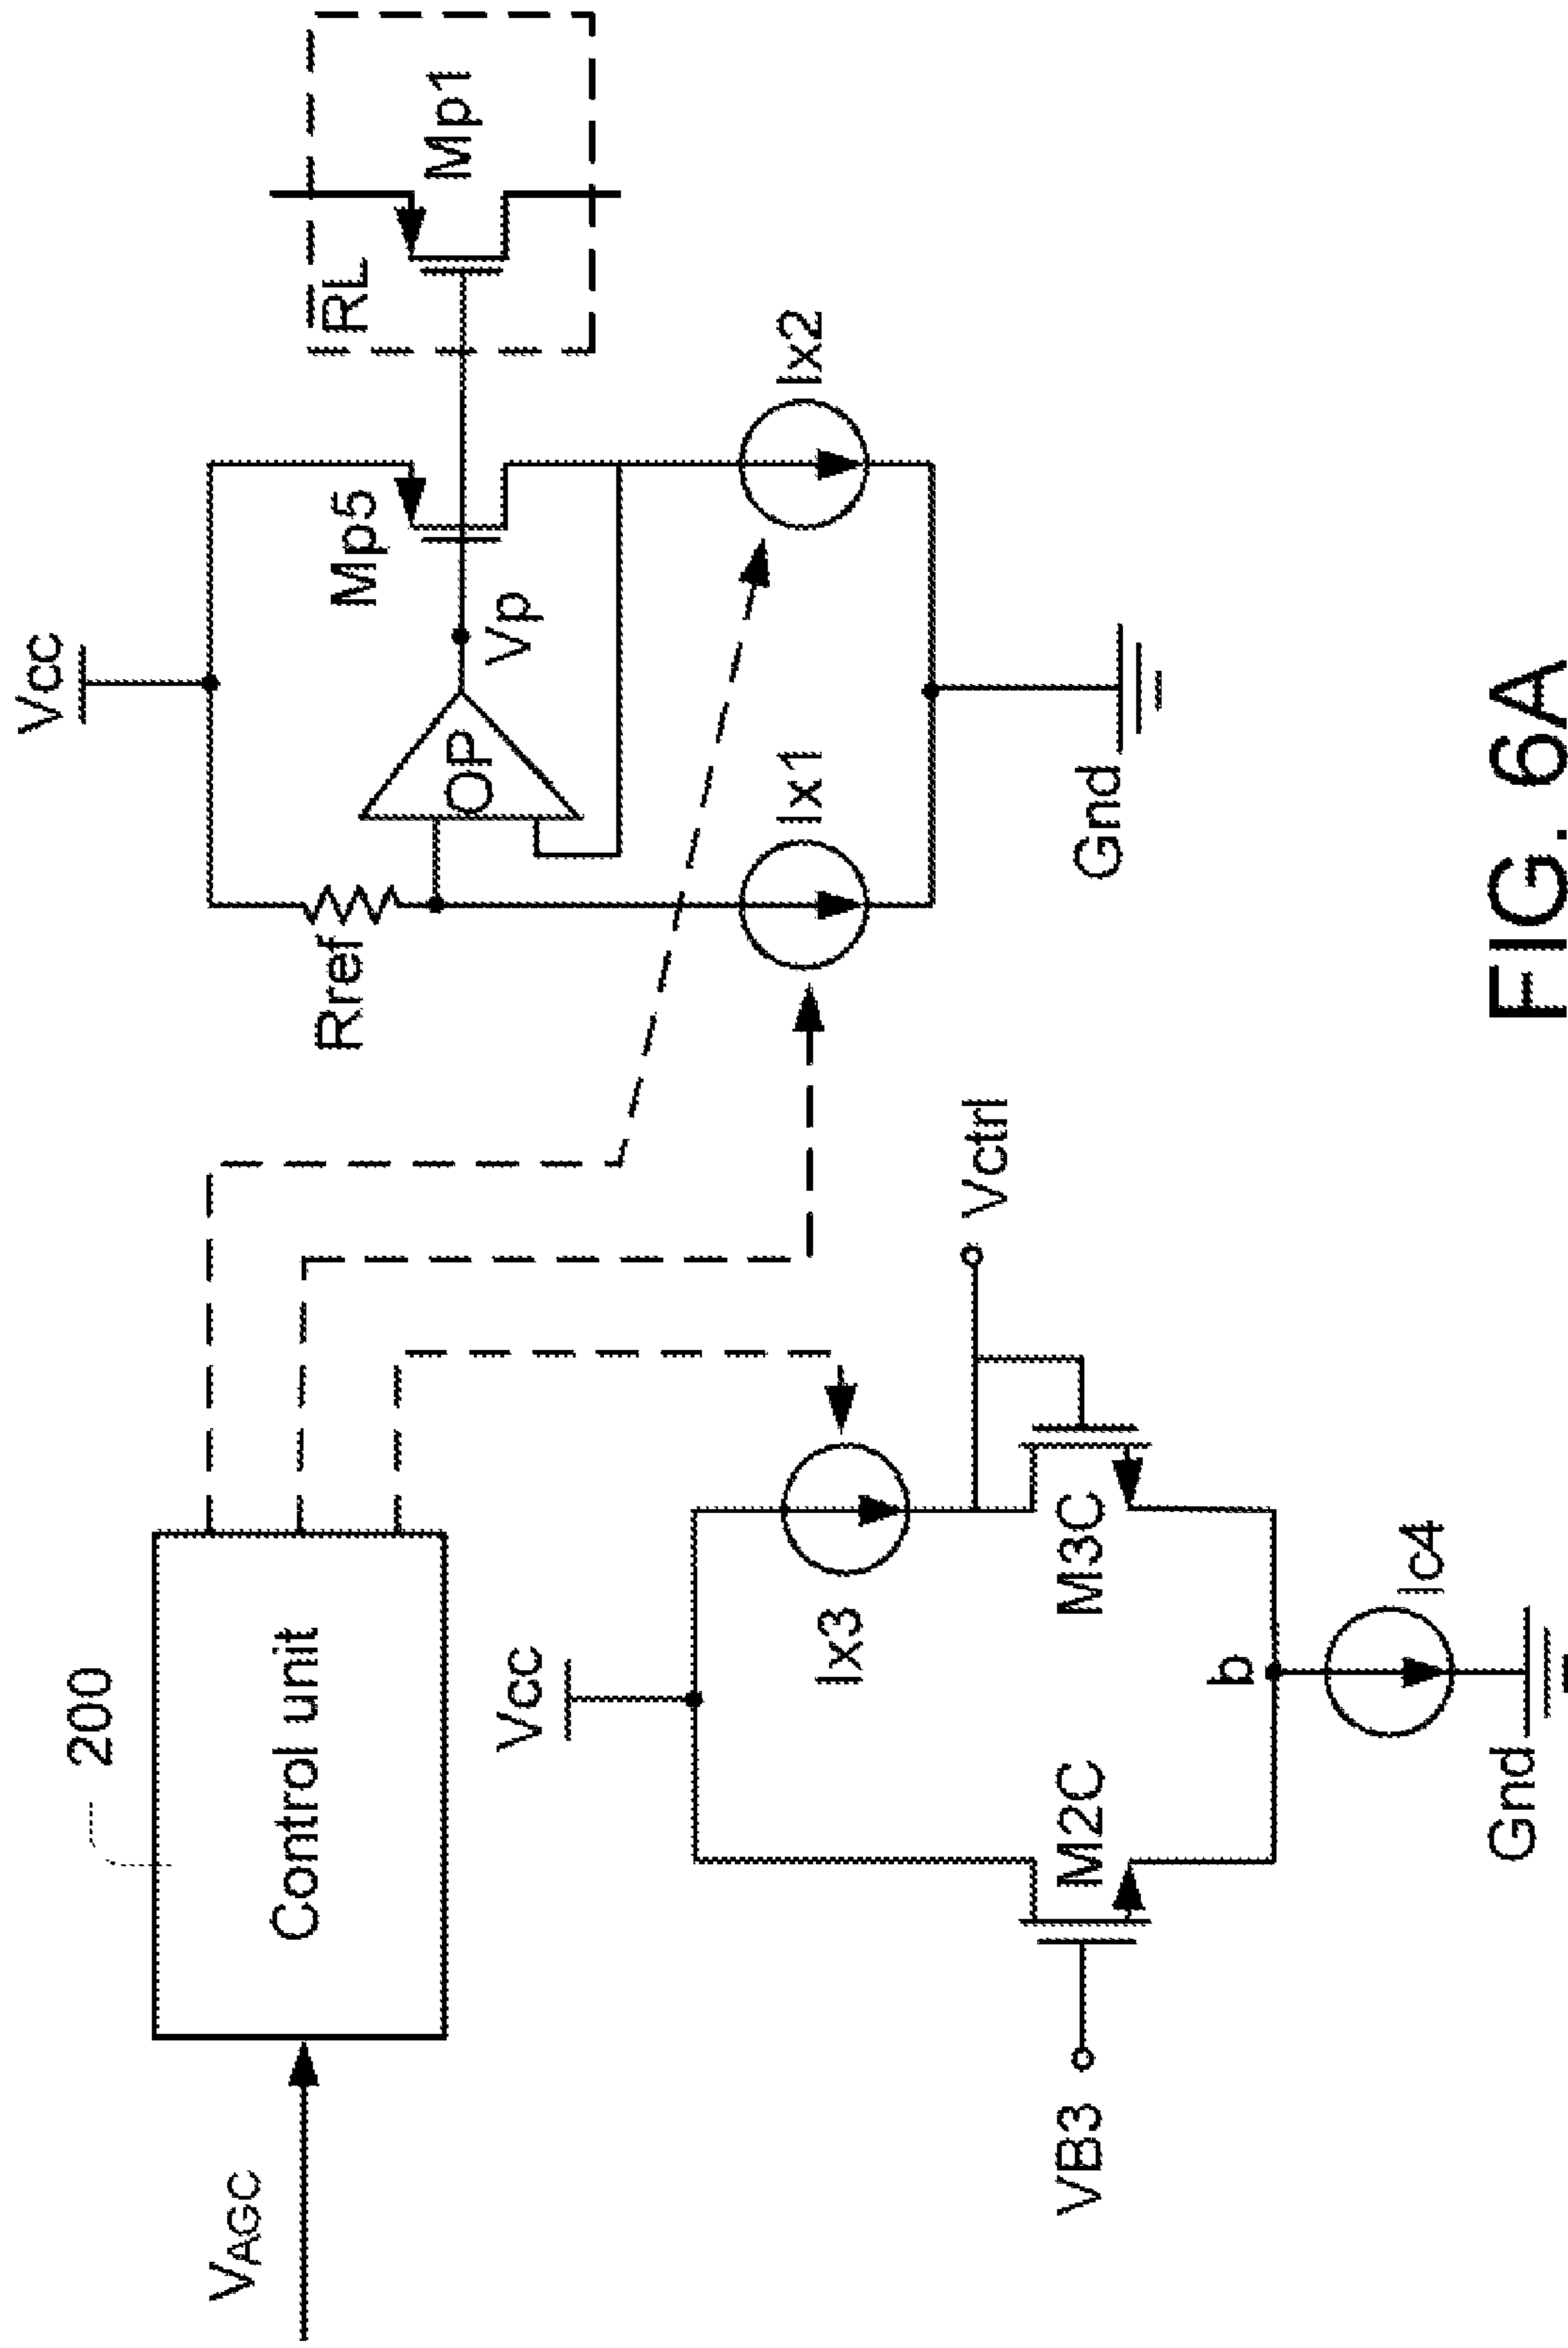 200
Control unit
VAGC
Vcc
Rref
OP
Vp
Mp5
RL
Mp1
Ix1
Ix2
Gnd
Vcc
Ix3
Vctrl
VB3
M2C
M3C
b
Ic4
Gnd
FIG. 6A